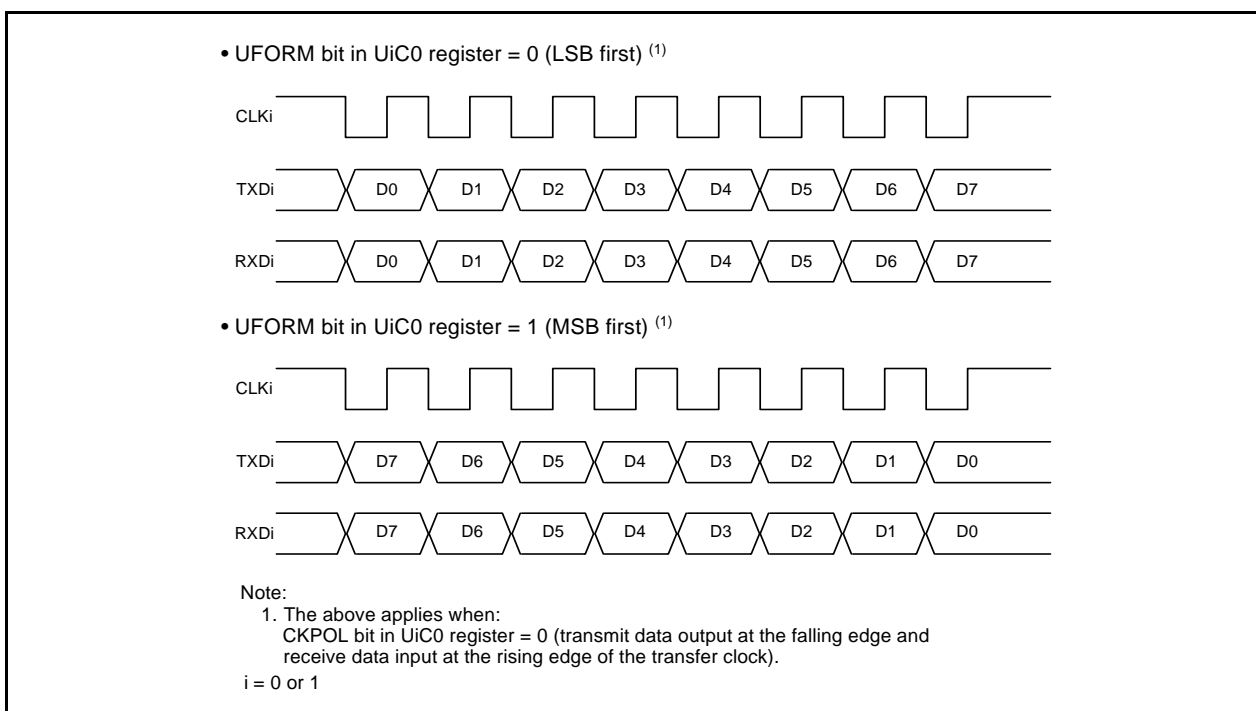 • UFORM bit in UiC0 register = 0 (LSB first) (1)
CLKi
TXDi D0 D1 D2 D3 D4 D5 D6 D7
RXDi D0 D1 D2 D3 D4 D5 D6 D7
• UFORM bit in UiC0 register = 1 (MSB first) (1)
CLKi
TXDi D7 D6 D5 D4 D3 D2 D1 D0
RXDi D7 D6 D5 D4 D3 D2 D1 D0
Note:
1. The above applies when:
CKPOL bit in UiC0 register = 0 (transmit data output at the falling edge and
receive data input at the rising edge of the transfer clock).
i = 0 or 1